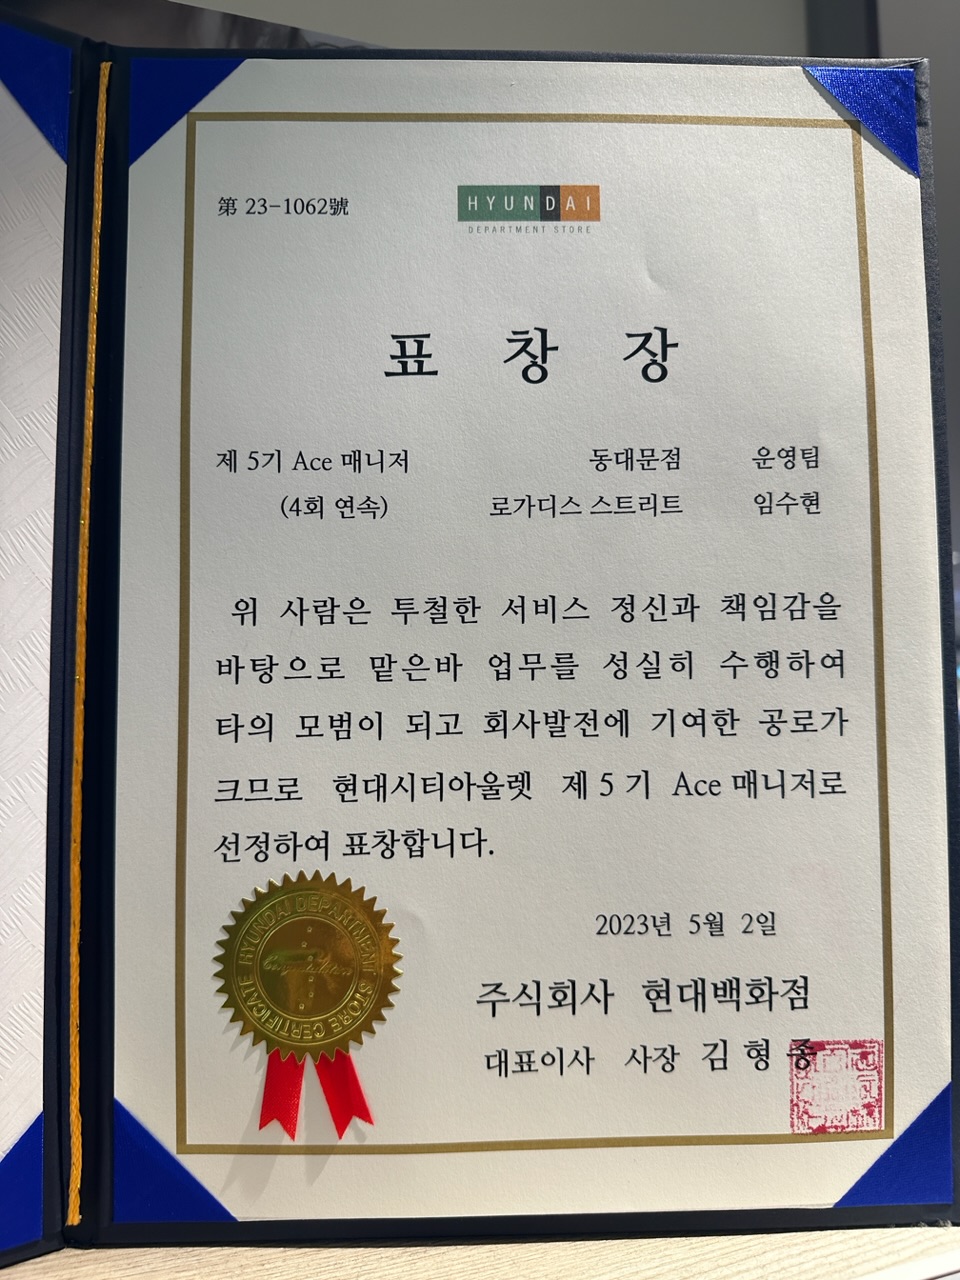 第 23-1062號
HYUNDAI
DEPARTMENT STORE
표 창 장
제 5기 Ace 매니저 동대문점 운영팀
(4회 연속) 로가디스 스트리트 임수현
위 사람은 투철한 서비스 정신과 책임감을
바탕으로 맡은바 업무를 성실히 수행하여
타의 모범이 되고 회사발전에 기여한 공로가
크므로 현대시티아울렛 제 5 기 Ace 매니저로
선정하여 표창합니다.
2023년 5월 2일
주식회사 현대백화점
대표이사 사장 김 형 종
HYUNDAI DEPARTMENT STORE CERTIFICATE